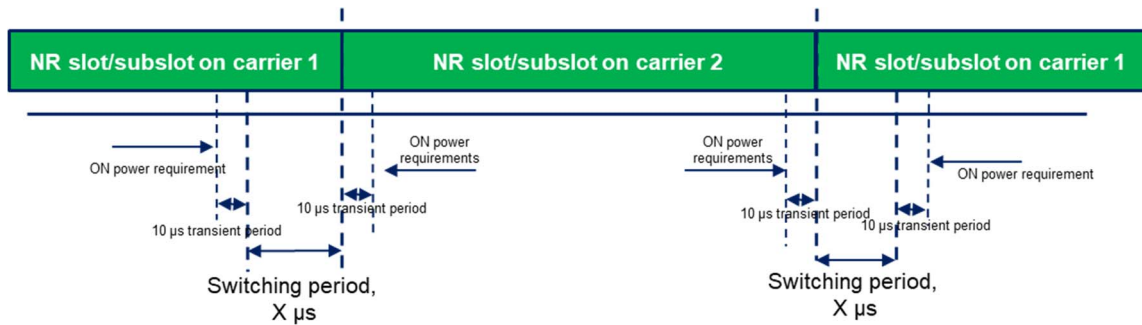 NR slot/subslot on carrier 1
NR slot/subslot on carrier 2
NR slot/subslot on carrier 1
ON power requirement
10 µs transient period
ON power
requirements
10 µs transient period
Switching period,
X µs
ON power
requirements
10 µs transient period
ON power requirement
10 µs transient period
Switching period,
X µs